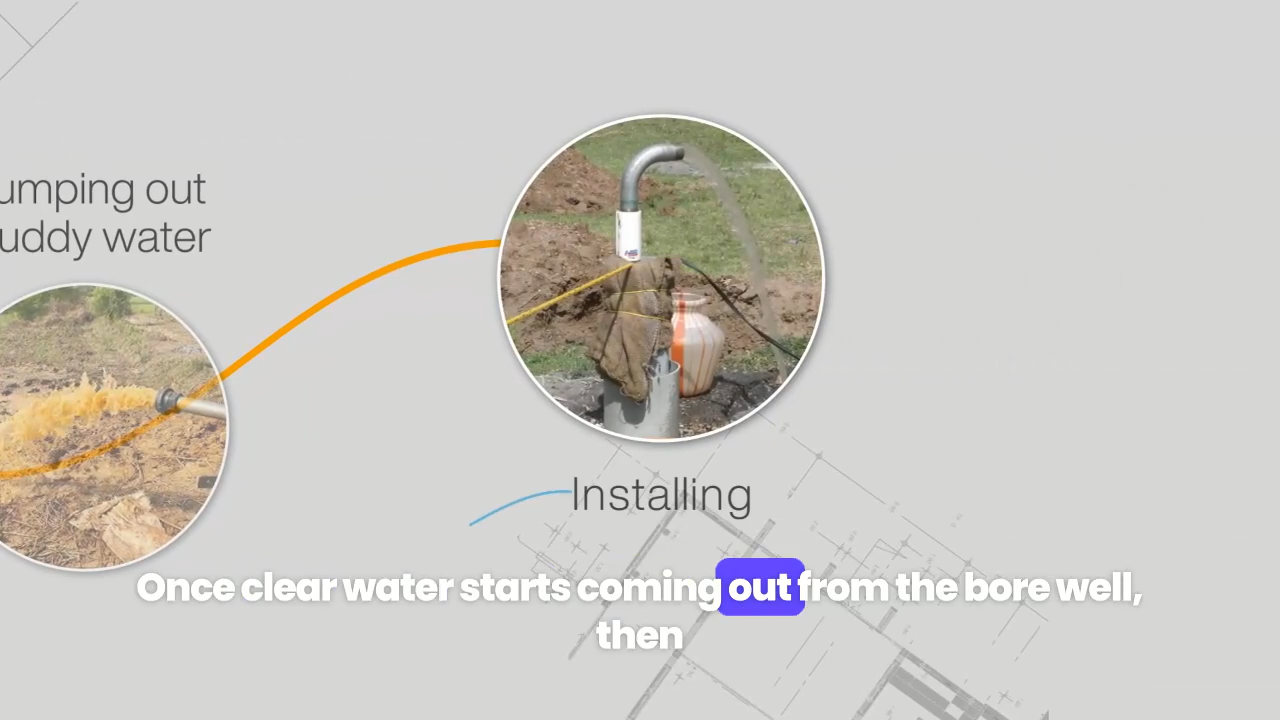 umping out
uddy water
Installing
Once clear water starts coming out from the bore well,
then